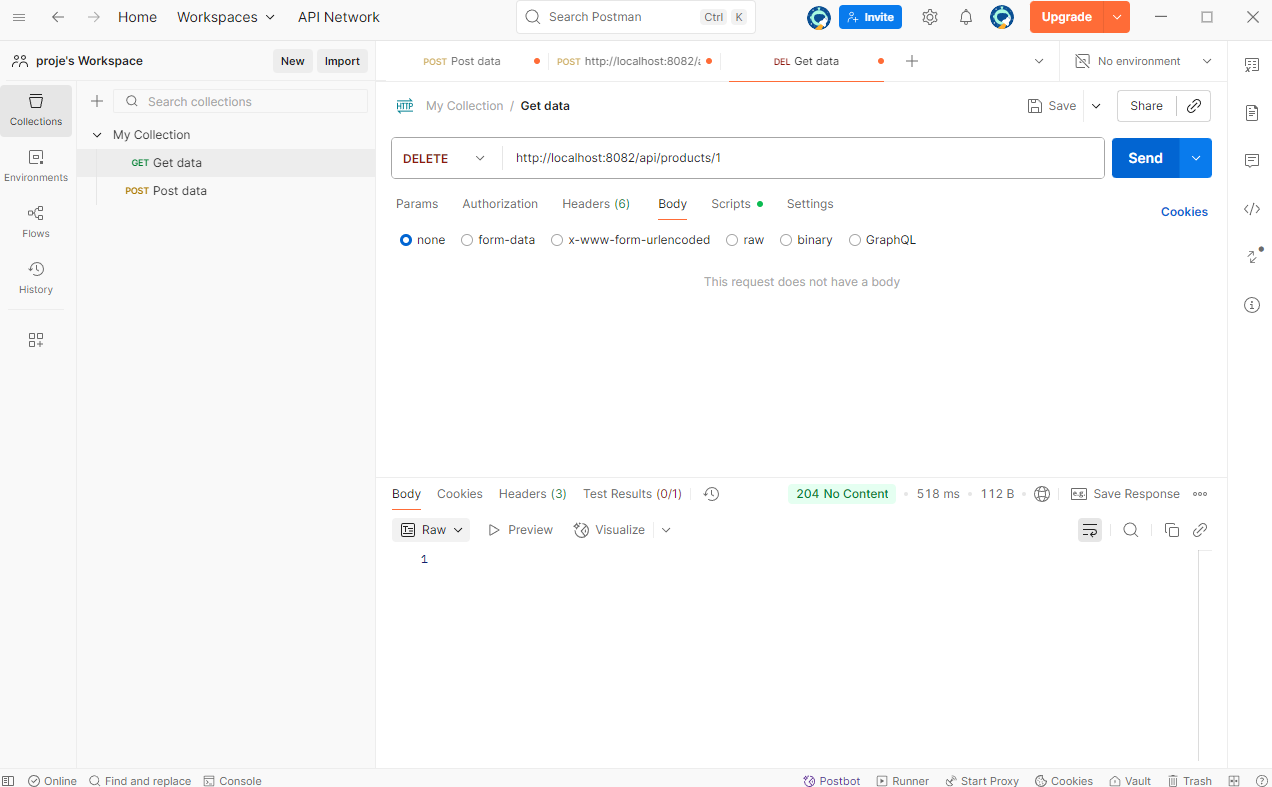 Home Workspaces API Network Search Postman Ctrl K Invite Upgrade
proje's Workspace New Import POST Post data POST http://localhost:8082/a DEL Get data No environment
Collections
Environments
Flows
History
Search collections
My Collection
GET Get data
POST Post data
HTTP My Collection / Get data Save Share
DELETE http://localhost:8082/api/products/1 Send
Params Authorization Headers (6) Body Scripts Settings Cookies
none form-data x-www-form-urlencoded raw binary GraphQL
This request does not have a body
Body Cookies Headers (3) Test Results (0/1) 204 No Content 518 ms 112 B e.g. Save Response
Raw Preview Visualize
1
Online Find and replace Console Postbot Runner Start Proxy Cookies Vault Trash